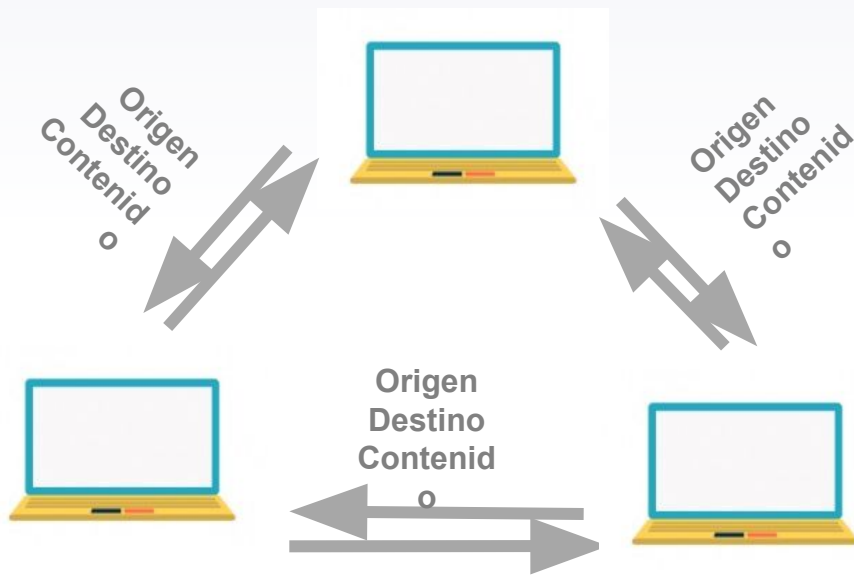 Origen
Destino
Contenid
o
Origen
Destino
Contenid
o
Origen
Destino
Contenid
o